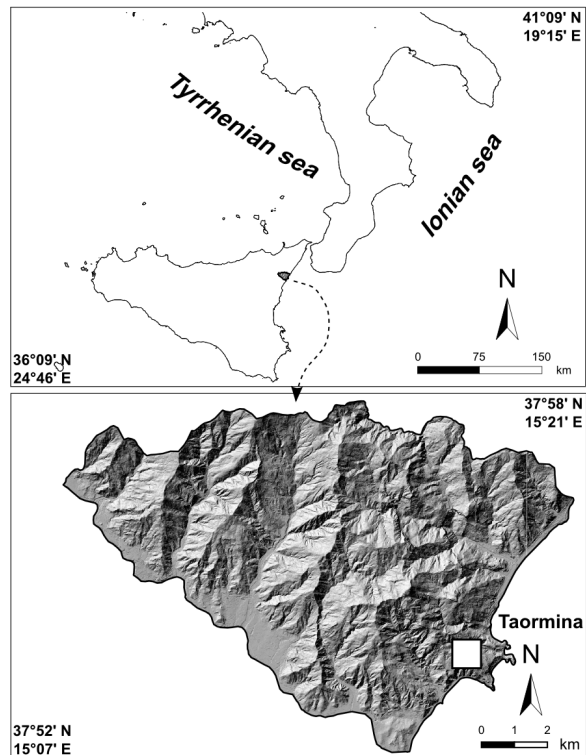 41°09' N
19°15' E
Tyrrhenian sea
Ionian sea
N
36°09' N
24°46' E
0 75 150
km
37°58' N
15°21' E
Taormina
N
37°52' N
15°07' E
0 1 2
km